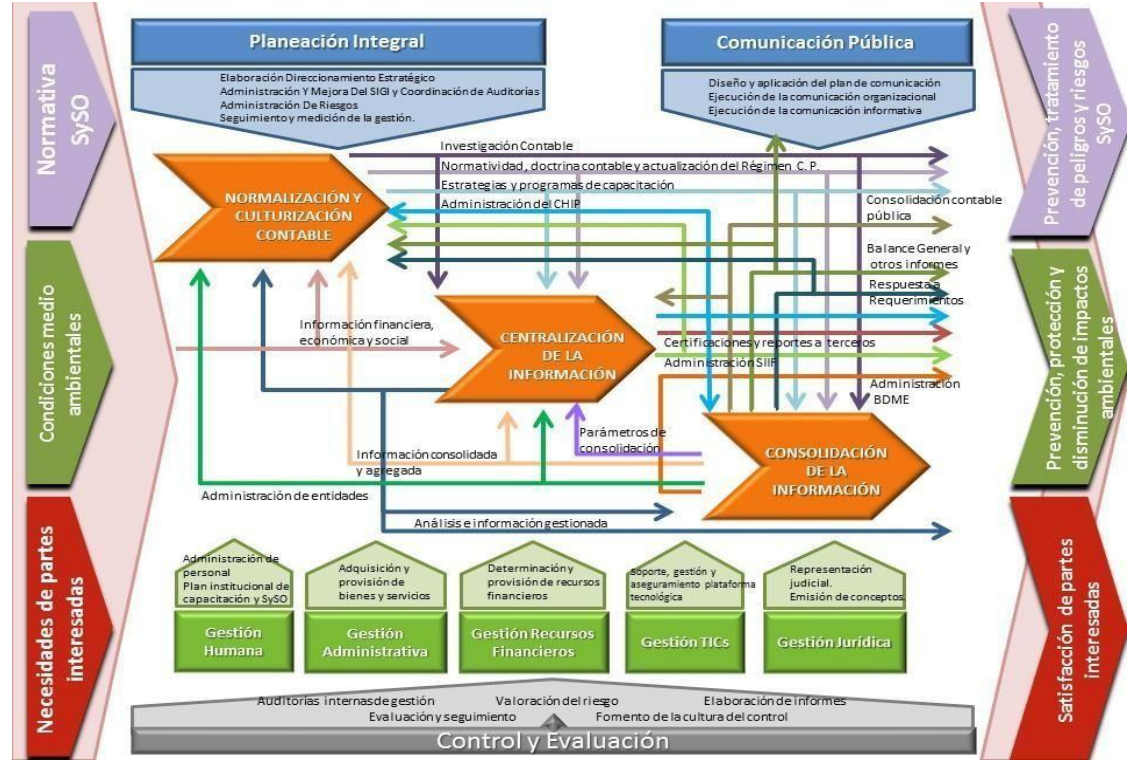 Normativa
SySO
Condiciones medio
ambientales
Necesidades de partes
interesadas
Planeación Integral
Elaboración Direccionamiento Estratégico
Administración Y Mejora Del SIGI y Coordinación de Auditorías
Administración De Riesgos
Seguimiento y medición de la gestión.
Comunicación Pública
Diseño y aplicación del plan de comunicación
Ejecución de la comunicación organizacional
Ejecución de la comunicación informativa
NORMALIZACIÓN Y
CULTURIZACIÓN
CONTABLE
Investigación Contable
Normatividad, doctrina contable y actualización del Régimen C. P.
Estrategias y programas de capacitación
Administración del CHIP
Consolidación contable
pública
Balance General y
otros informes
Respuesta a
Requerimientos
Información financiera,
económica y social
CENTRALIZACIÓN
DE LA
INFORMACIÓN
Certificaciones y reportes a terceros
Administración SIIF
Administración
BDME
Parámetros de
consolidación
CONSOLIDACIÓN
DE LA
INFORMACIÓN
Información consolidada
y agregada
Administración de entidades
Análisis e información gestionada
Administración de
personal
Plan institucional de
capacitación y SySO
Gestión
Humana
Adquisición y
provisión de
bienes y servicios
Gestión
Administrativa
Determinación y
provisión de recursos
financieros
Gestión Recursos
Financieros
Soporte, gestión y
aseguramiento plataforma
tecnológica
Gestión TICs
Representación
judicial.
Emisión de conceptos.
Gestión Jurídica
Auditorías internas de gestión
Valoración del riesgo
Elaboración de informes
Evaluación y seguimiento
Fomento de la cultura del control
Control y Evaluación
Prevención, tratamiento
de peligros y riesgos
SySO
Prevención, protección y
disminución de impactos
ambientales
Satisfacción de partes
interesadas